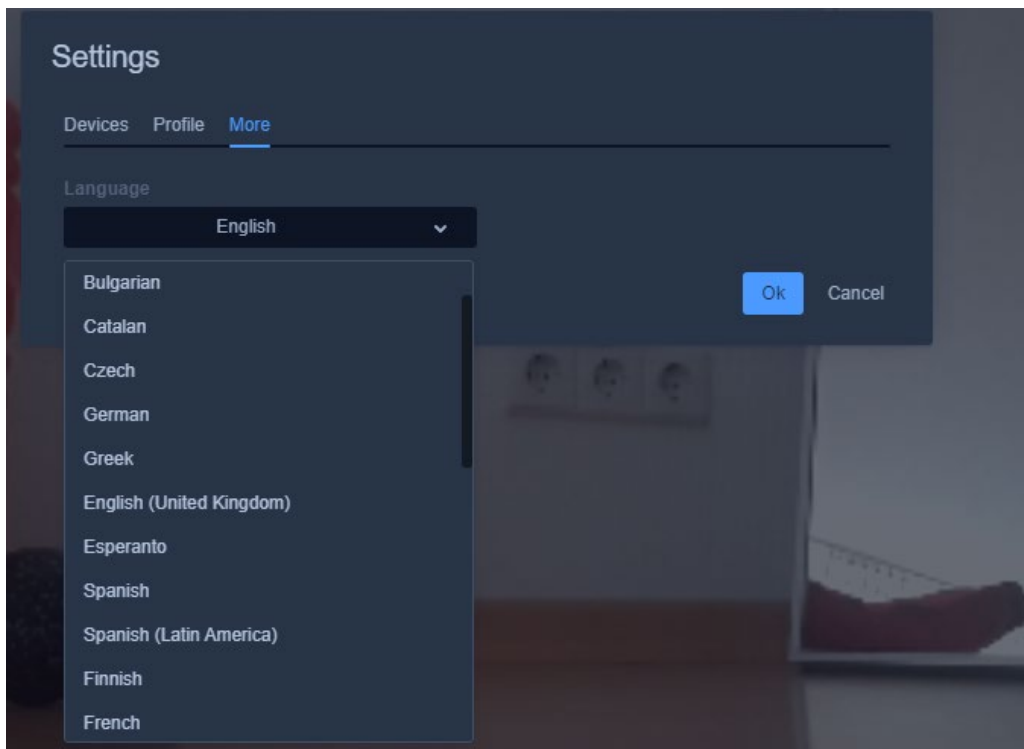 Settings
Devices Profile More
Language
English
Bulgarian
Ok Cancel
Catalan
Czech
German
Greek
English (United Kingdom)
Esperanto
Spanish
Spanish (Latin America)
Finnish
French